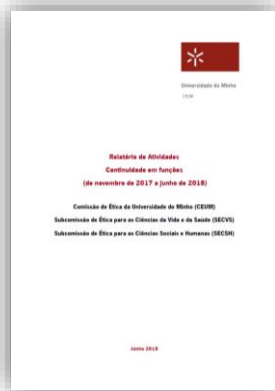 Universidade do Minho
CEUM
Relatório de Atividades
Continuidade em funções
(de novembro de 2017 a junho de 2018)
Comissão de Ética da Universidade do Minho (CEUM)
Subcomissão de Ética para as Ciências da Vida e da Saúde (SECVS)
Subcomissão de Ética para as Ciências Sociais e Humanas (SECSH)
Junho 2018